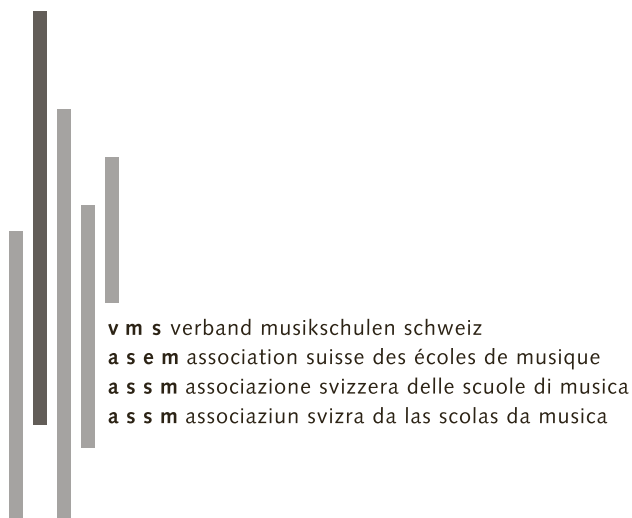 v m s verband musikschulen schweiz
a s e m association suisse des écoles de musique
a s s m associazione svizzera delle scuole di musica
a s s m associaziun svizra da las scolas da musica